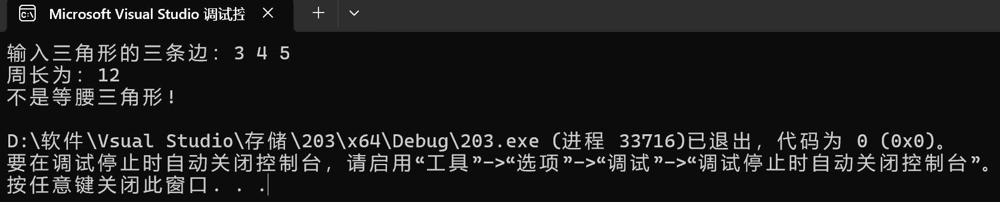 Microsoft Visual Studio 调试控
输入三角形的三条边: 3 4 5
周长为: 12
不是等腰三角形!
D:\软件\Vsual Studio\存储\203\x64\Debug\203.exe (进程 33716)已退出，代码为 0 (0x0)。
要在调试停止时自动关闭控制台，请启用“工具”->“选项”->“调试”->“调试停止时自动关闭控制台”。
按任意键关闭此窗口. . .